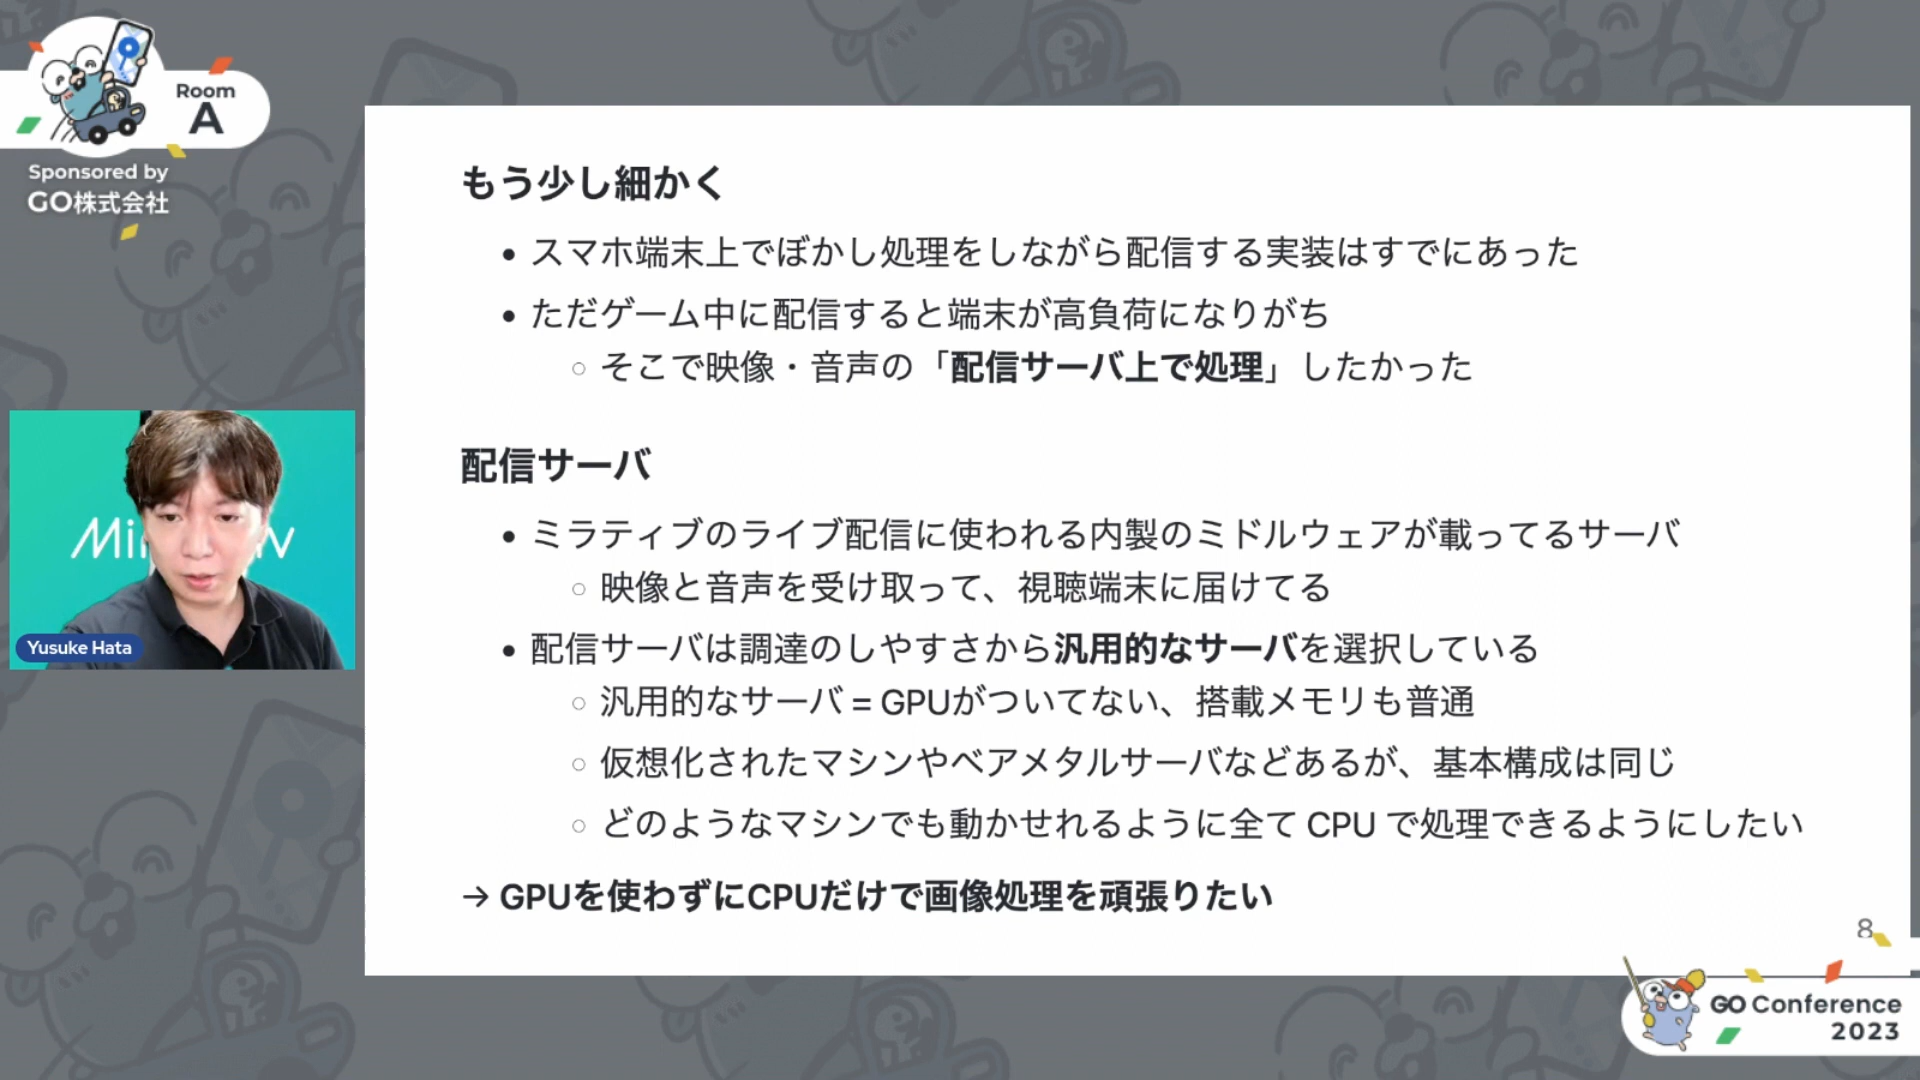 Room
A
Sponsored by
GO株式会社
もう少し細かく
• スマホ端末上でぼかし処理をしながら配信する実装はすでにあった
• ただゲーム中に配信すると端末が高負荷になりがち
○ そこで映像・音声の「配信サーバ上で処理」したかった
配信サーバ
• ミラティブのライブ配信に使われる内製のミドルウェアが載ってるサーバ
○ 映像と音声を受け取って、視聴端末に届けてる
• 配信サーバは調達のしやすさから汎用的なサーバを選択している
○ 汎用的なサーバ = GPUがついてない、搭載メモリも普通
○ 仮想化されたマシンやベアメタルサーバなどあるが、基本構成は同じ
○ どのようなマシンでも動かせれるように全て CPU で処理できるようにしたい
→ GPUを使わずにCPUだけで画像処理を頑張りたい
8
Yusuke Hata
GO Conference
2023